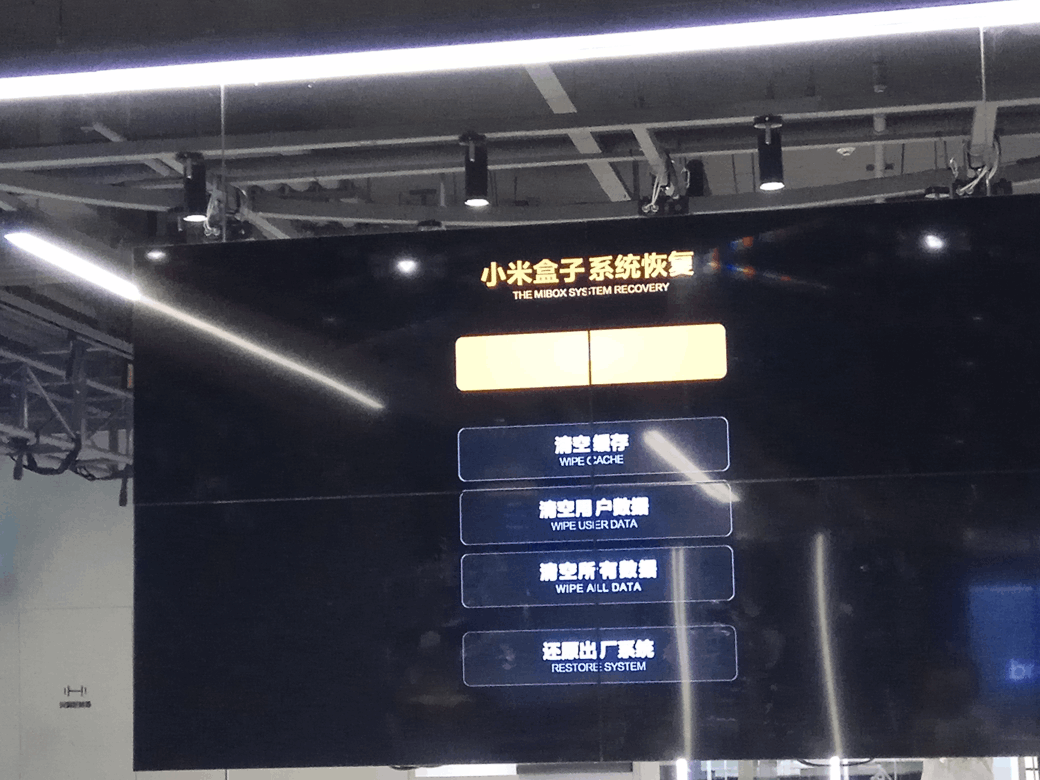 小米盒子系统恢复
THE MIBOX SYSTEM RECOVERY
清空缓存
WIPE CACHE
清空用户数据
WIPE USER DATA
清空所有数据
WIPE ALL DATA
还原出厂系统
RESTORE SYSTEM